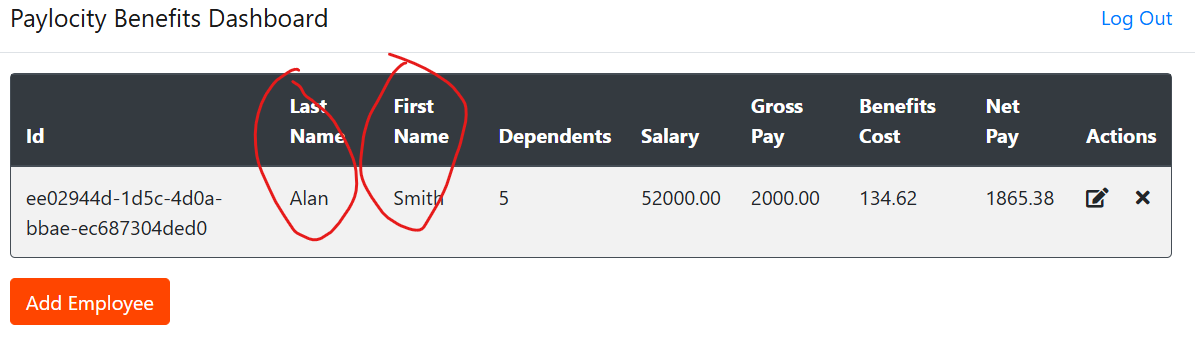 Paylocity Benefits Dashboard Log Out
Id Last Name First Name Dependents Salary Gross Pay Benefits Cost Net Pay Actions
ee02944d-1d5c-4d0a-bbae-ec687304ded0 Alan Smith 5 52000.00 2000.00 134.62 1865.38
Add Employee